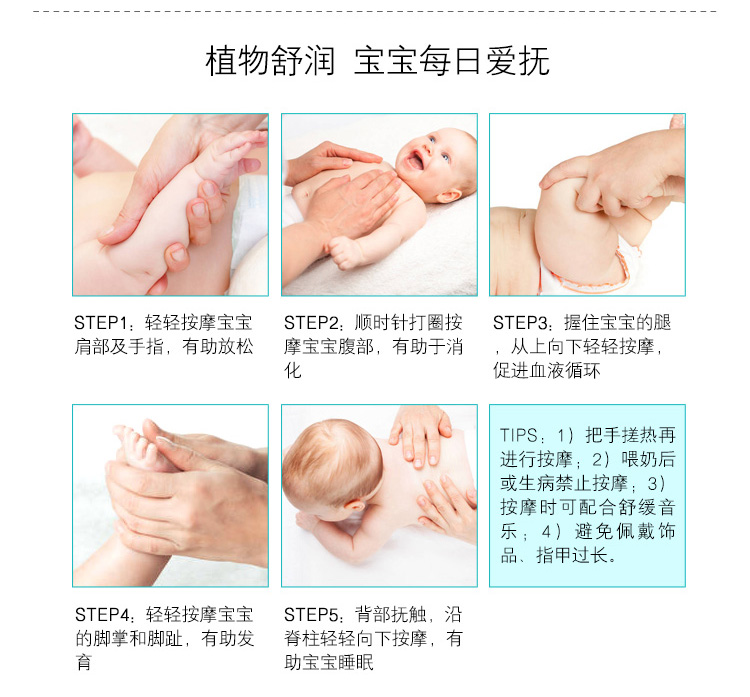 植物舒润 宝宝每日爱抚
STEP1：轻轻按摩宝宝
肩部及手指，有助放松
STEP2：顺时针打圈按
摩宝宝腹部，有助于消
化
STEP3：握住宝宝的腿
，从上向下轻轻按摩，
促进血液循环
STEP4：轻轻按摩宝宝
的脚掌和脚趾，有助发
育
STEP5：背部抚触，沿
脊柱轻轻向下按摩，有
助宝宝睡眠
TIPS：1）把手搓热再
进行按摩；2）喂奶后
或生病禁止按摩；3）
按摩时可配合舒缓音
乐；4）避免佩戴饰
品、指甲过长。